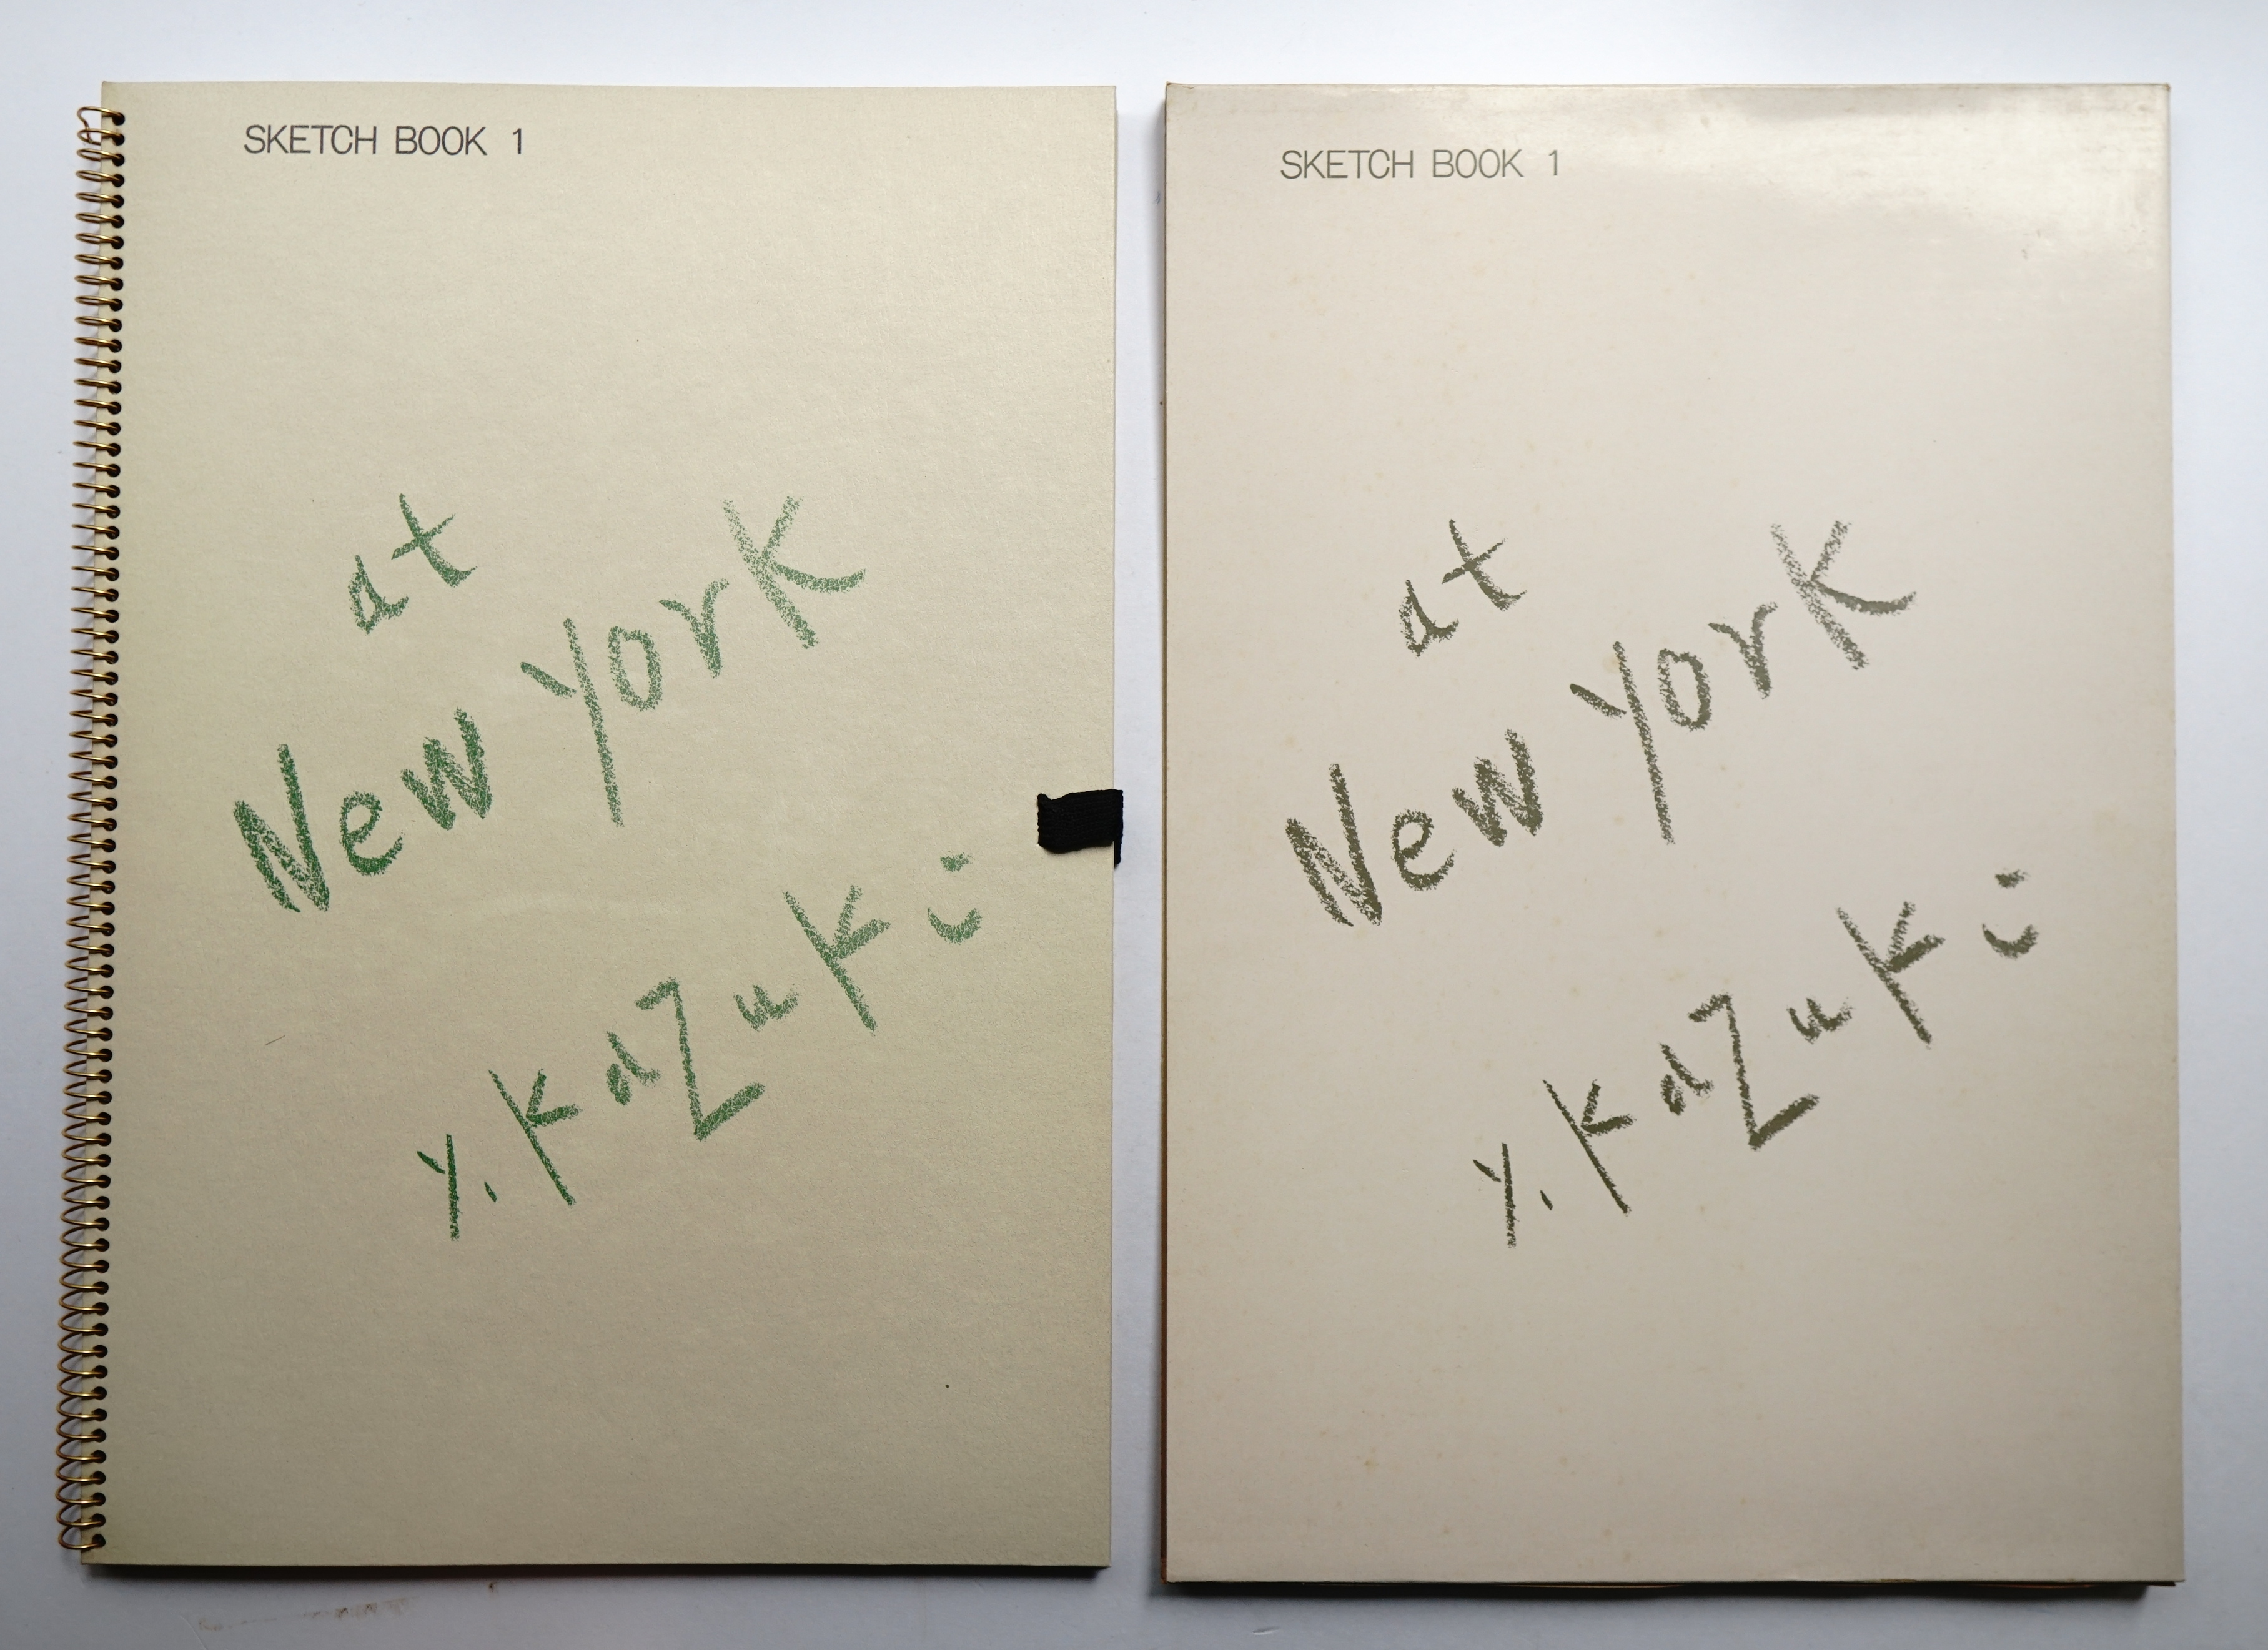 SKETCH BOOK 1
at
New York
Y. Kazuki
SKETCH BOOK 1
at
New York
Y. Kazuki